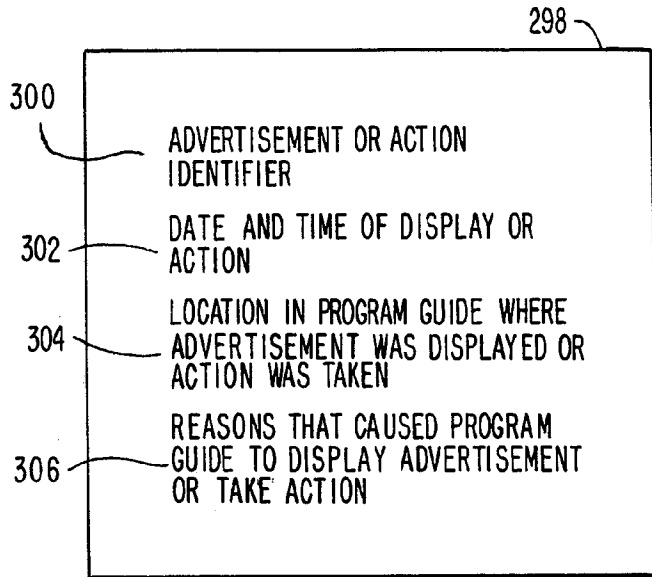 298
300
ADVERTISEMENT OR ACTION
IDENTIFIER
302
DATE AND TIME OF DISPLAY OR
ACTION
304
LOCATION IN PROGRAM GUIDE WHERE
ADVERTISEMENT WAS DISPLAYED OR
ACTION WAS TAKEN
306
REASONS THAT CAUSED PROGRAM
GUIDE TO DISPLAY ADVERTISEMENT
OR TAKE ACTION